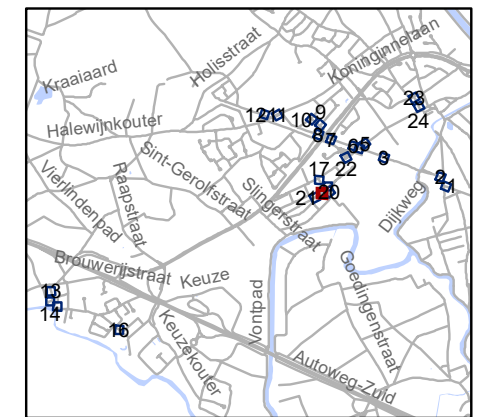 Koninginnelaan
Holisstraat
Kraaiaard
23
24
12 11
10 9
8 7
Halewijnkouter
6 5
3
22
Sint-Gerolfstraat
17
2
1
Vierlindenpad
Raapstraat
Slingerstraat
21
20
Dijkweg
Brouwerijstraat
Keuze
Goedingenstraat
13
14
Vontpad
16
Keuzekouter
Autoweg-Zuid